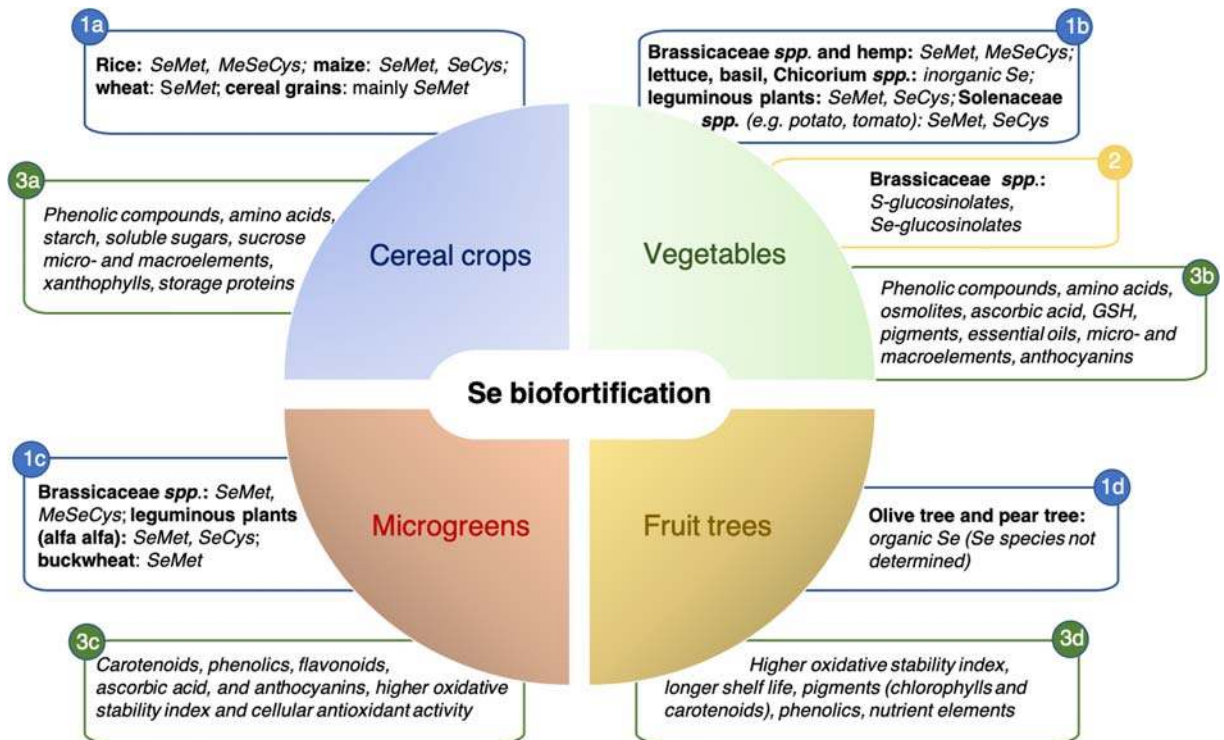 1a
Rice: SeMet, MeSeCys; maize: SeMet, SeCys;
wheat: SeMet; cereal grains: mainly SeMet
1b
Brassicaceae spp. and hemp: SeMet, MeSeCys;
lettuce, basil, Chicorium spp.: inorganic Se;
leguminous plants: SeMet, SeCys; Solenaceae
spp. (e.g. potato, tomato): SeMet, SeCys
2
Brassicaceae spp.:
S-glucosinolates,
Se-glucosinolates
3a
Phenolic compounds, amino acids,
starch, soluble sugars, sucrose
micro- and macroelements,
xanthophylls, storage proteins
Cereal crops
Vegetables
3b
Phenolic compounds, amino acids,
osmolites, ascorbic acid, GSH,
pigments, essential oils, micro- and
macroelements, anthocyanins
Se biofortification
1c
Brassicaceae spp.: SeMet,
MeSeCys; leguminous plants
(alfa alfa): SeMet, SeCys;
buckwheat: SeMet
Microgreens
Fruit trees
1d
Olive tree and pear tree:
organic Se (Se species not
determined)
3c
Carotenoids, phenolics, flavonoids,
ascorbic acid, and anthocyanins, higher oxidative
stability index and cellular antioxidant activity
3d
Higher oxidative stability index,
longer shelf life, pigments (chlorophylls and
carotenoids), phenolics, nutrient elements